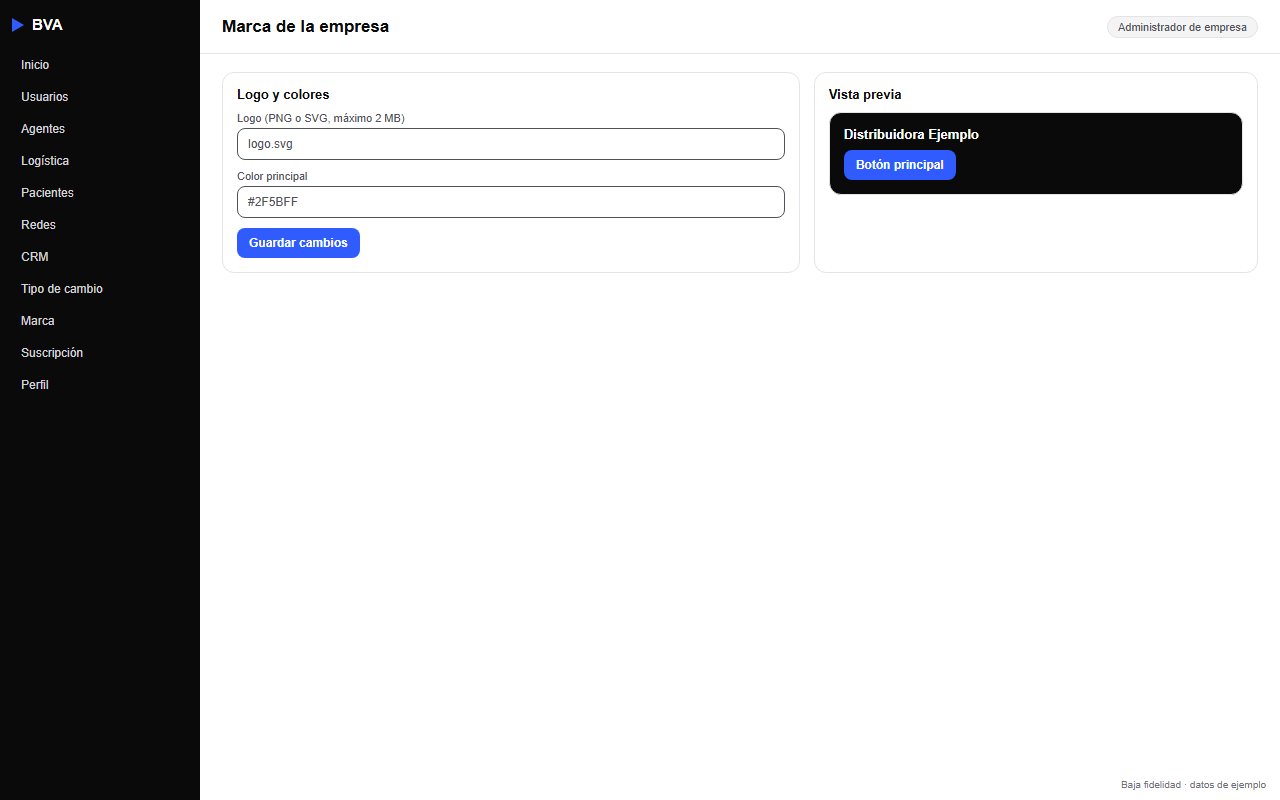 BVA
Inicio
Usuarios
Agentes
Logística
Pacientes
Redes
CRM
Tipo de cambio
Marca
Suscripción
Perfil
Marca de la empresa
Administrador de empresa
Logo y colores
Logo (PNG o SVG, máximo 2 MB)
logo.svg
Color principal
#2F5BFF
Guardar cambios
Vista previa
Distribuidora Ejemplo
Botón principal
Baja fidelidad · datos de ejemplo